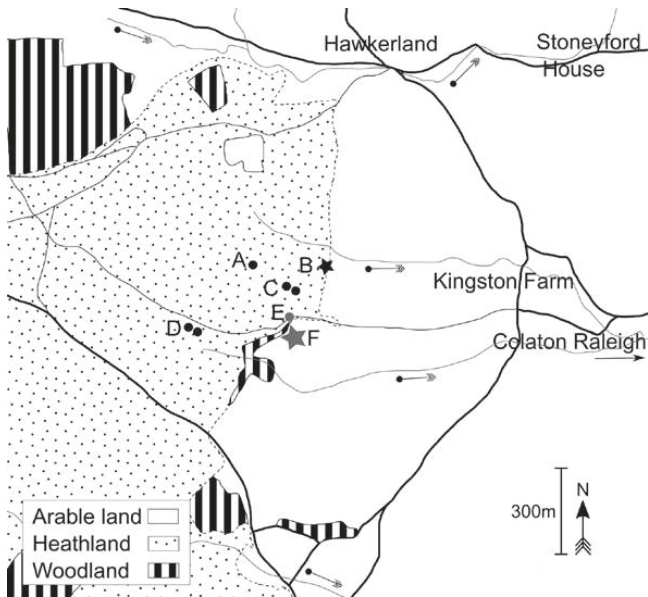 Hawkerland
Stoneyford
House
A
B
C
Kingston Farm
E
D
F
Colaton Raleigh
300m
N
Arable land
Heathland
Woodland